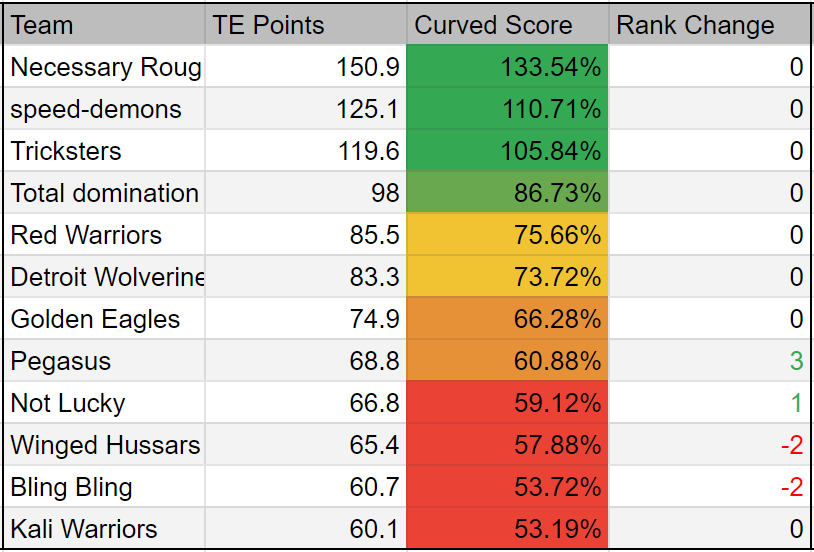 Team TE Points Curved Score Rank Change
Necessary Roug 150.9 133.54% 0
speed-demons 125.1 110.71% 0
Tricksters 119.6 105.84% 0
Total domination 98 86.73% 0
Red Warriors 85.5 75.66% 0
Detroit Wolverine 83.3 73.72% 0
Golden Eagles 74.9 66.28% 0
Pegasus 68.8 60.88% 3
Not Lucky 66.8 59.12% 1
Winged Hussars 65.4 57.88% -2
Bling Bling 60.7 53.72% -2
Kali Warriors 60.1 53.19% 0